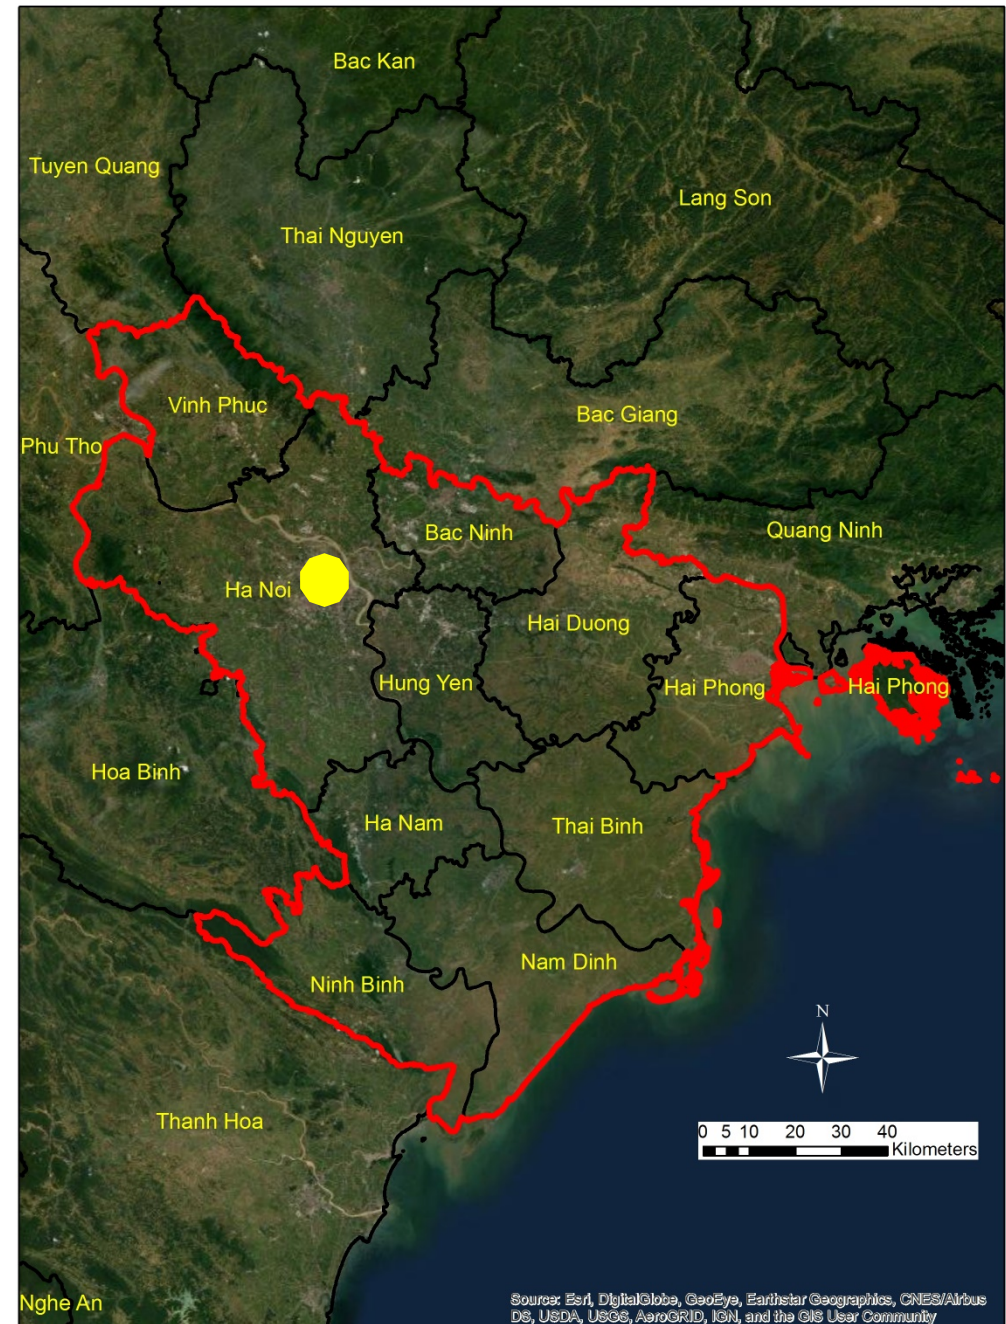 Bac Kan
Tuyen Quang
Lang Son
Thai Nguyen
Vinh Phuc
Bac Giang
Phu Tho
Quang Ninh
Bac Ninh
Ha Noi
Hai Duong
Hung Yen
Hai Phong
Hai Phong
Hoa Binh
Ha Nam
Thai Binh
Nam Dinh
Ninh Binh
N
Thanh Hoa
0 5 10 20 30 40
Kilometers
Nghe An
Source: Esri, DigitalGlobe, GeoEye, Earthstar Geographics, CNES/Airbus
DS, USDA, USGS, AeroGRID, IGN, and the GIS User Community